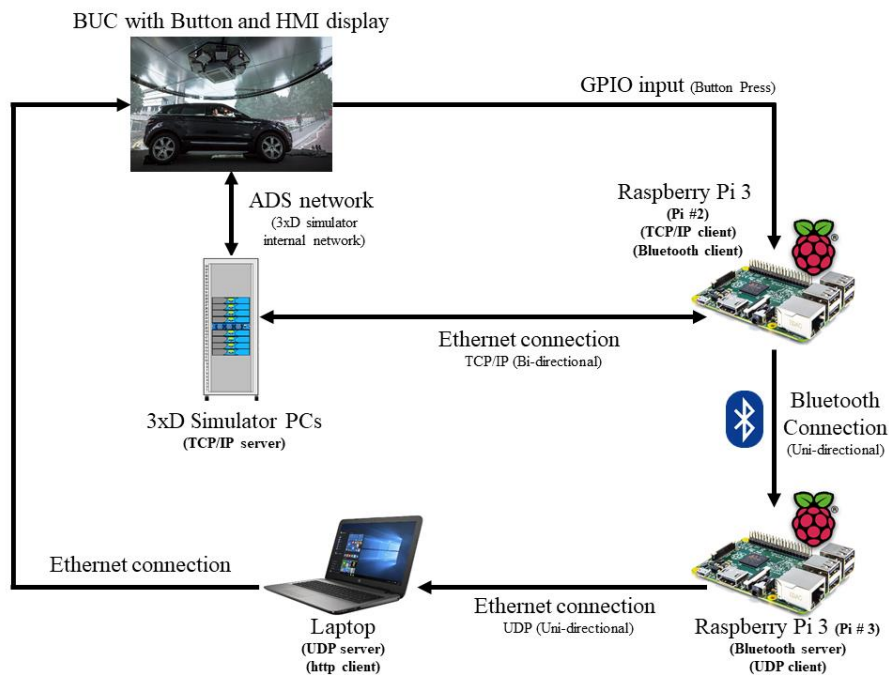 BUC with Button and HMI display
GPIO input (Button Press)
ADS network
(3xD simulator
internal network)
Raspberry Pi 3
(Pi #2)
(TCP/IP client)
(Bluetooth client)
Ethernet connection
TCP/IP (Bi-directional)
3xD Simulator PCs
(TCP/IP server)
Bluetooth
Connection
(Uni-directional)
Ethernet connection
Ethernet connection
UDP (Uni-directional)
Laptop
(UDP server)
(http client)
Raspberry Pi 3 (Pi # 3)
(Bluetooth server)
(UDP client)